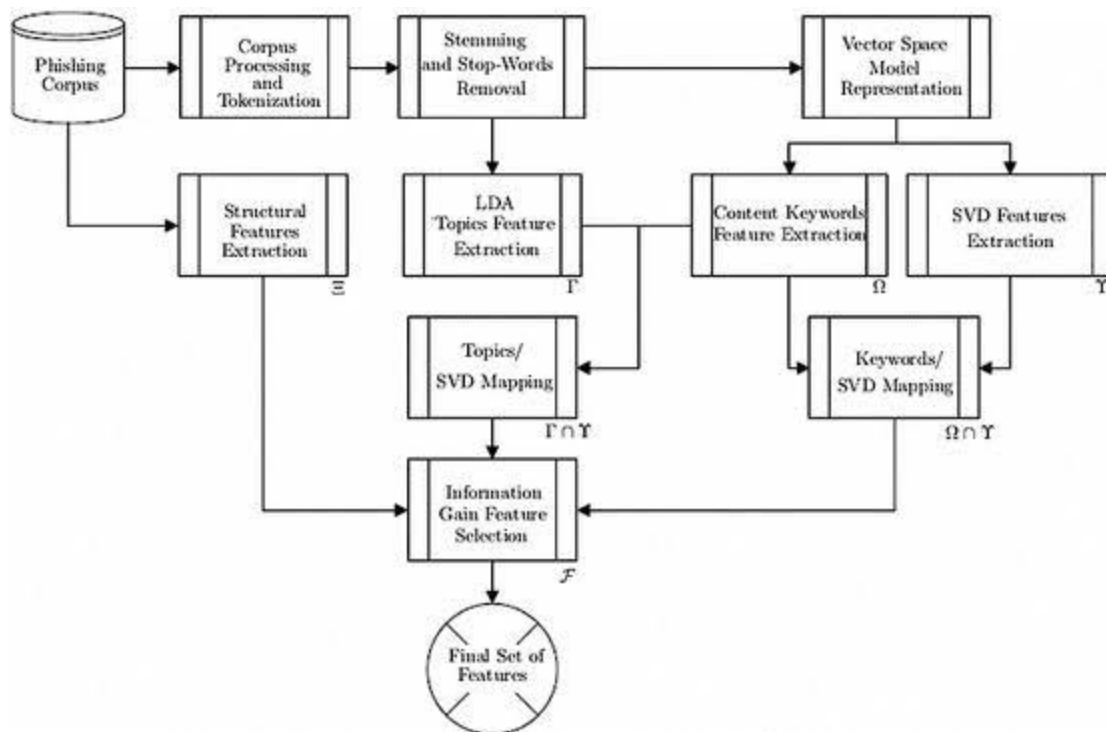 Phishing
Corpus
Corpus
Processing
and
Tokenization
Stemming
and Stop-Words
Removal
Vector Space
Model
Representation
Structural
Features
Extraction
Ξ
LDA
Topics Feature
Extraction
Γ
Content Keywords
Feature Extraction
Ω
SVD Features
Extraction
ϒ
Topics/
SVD Mapping
Γ ∩ ϒ
Keywords/
SVD Mapping
Ω ∩ ϒ
Information
Gain Feature
Selection
ℱ
Final Set of
Features